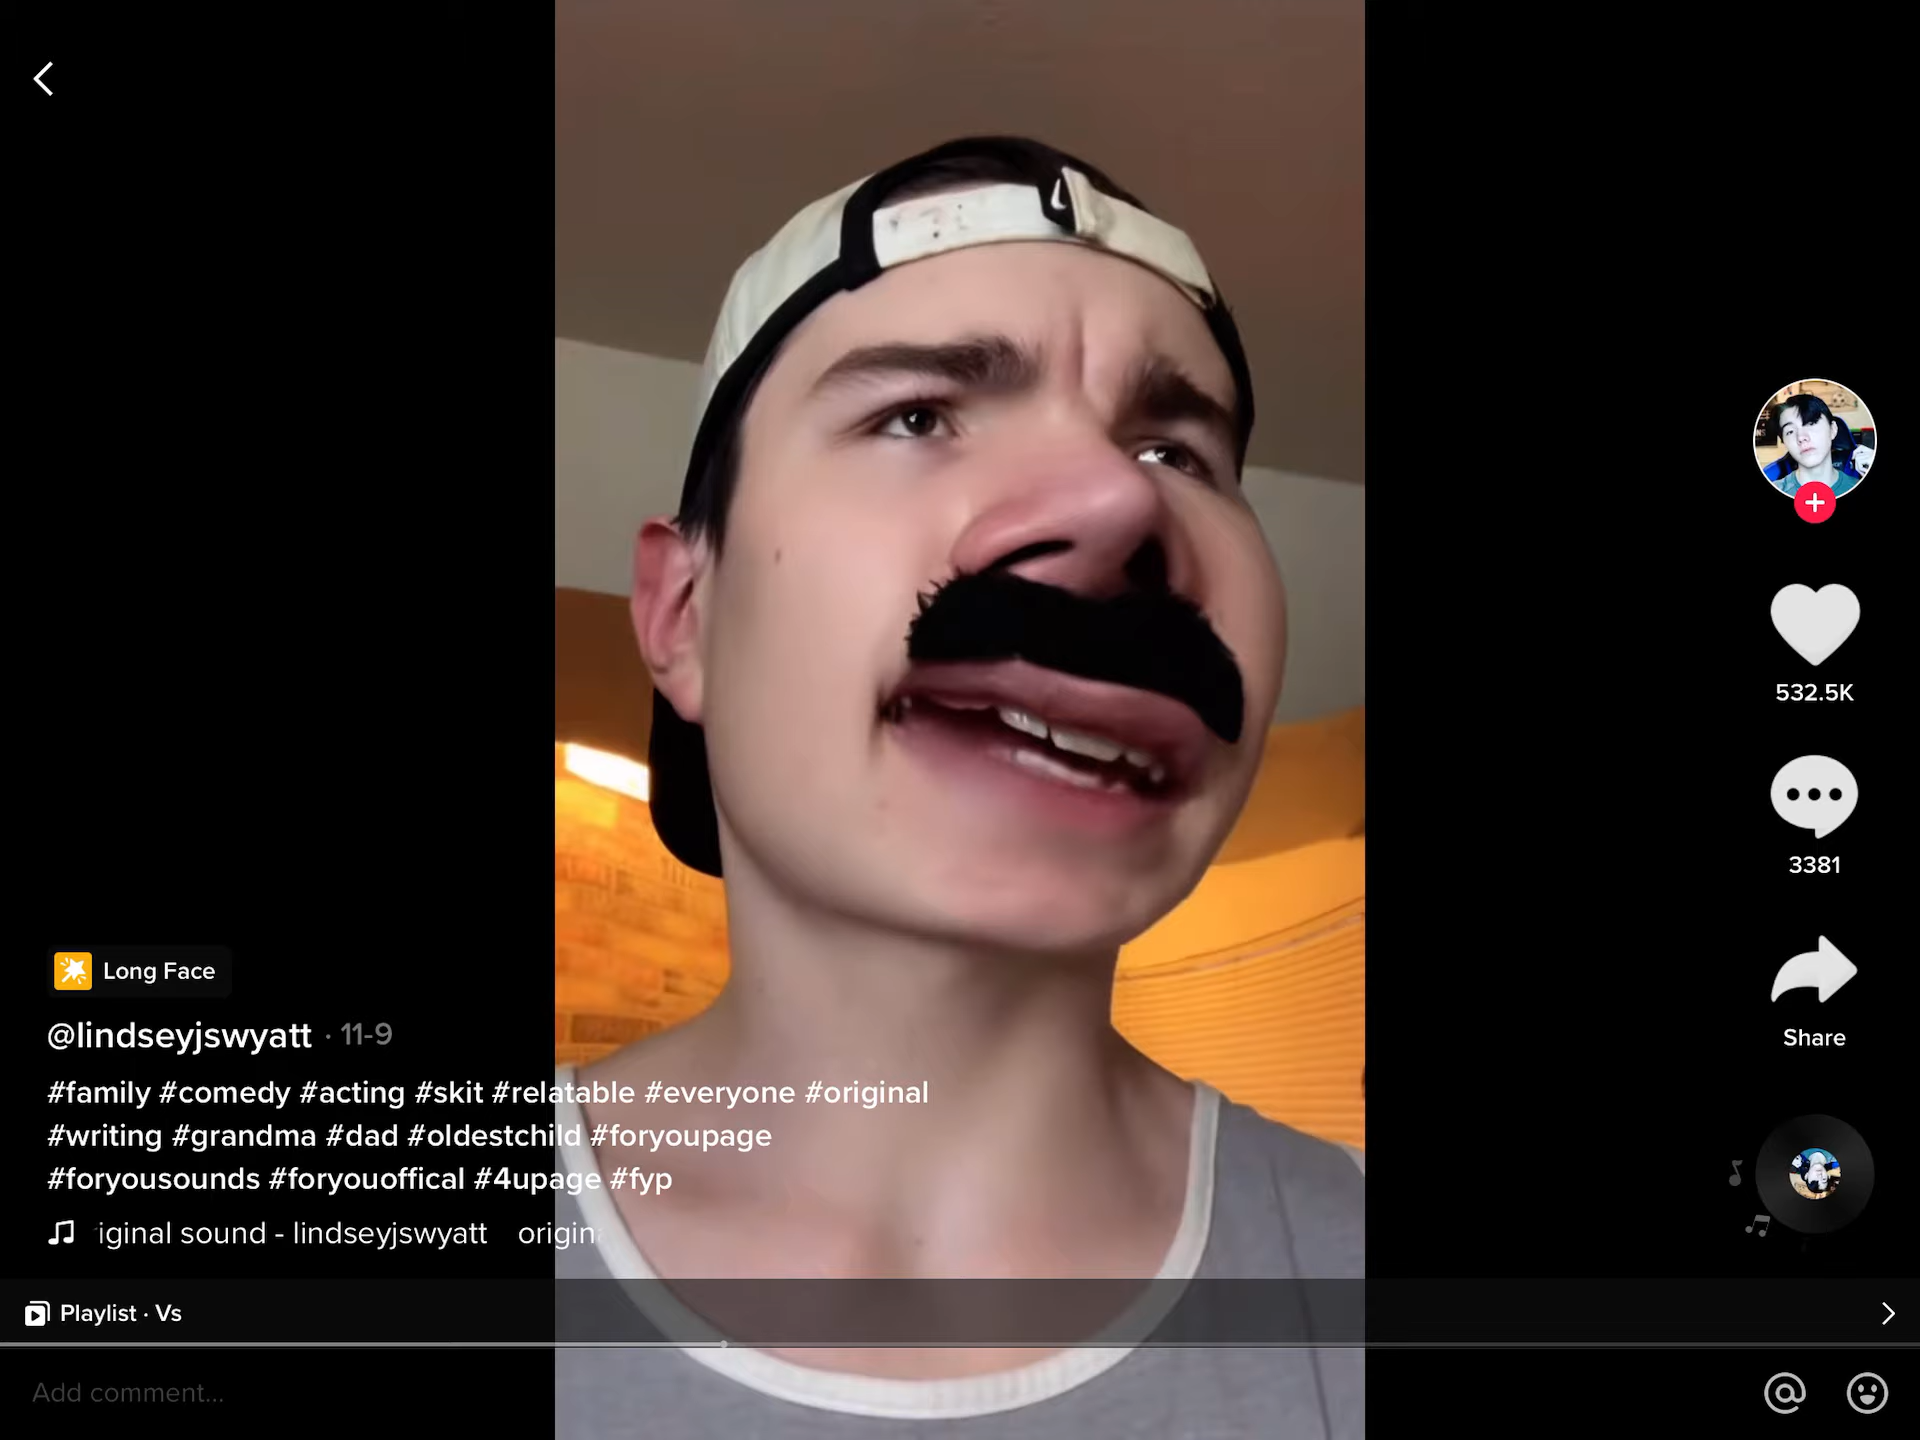 532.5K
3381
Share
Long Face
@lindseyjswyatt · 11-9
#family #comedy #acting #skit #relatable #everyone #original
#writing #grandma #dad #oldestchild #foryoupage
#foryousounds #foryouoffical #4upage #fyp
iginal sound - lindseyjswyatt origin
Playlist · Vs
Add comment...